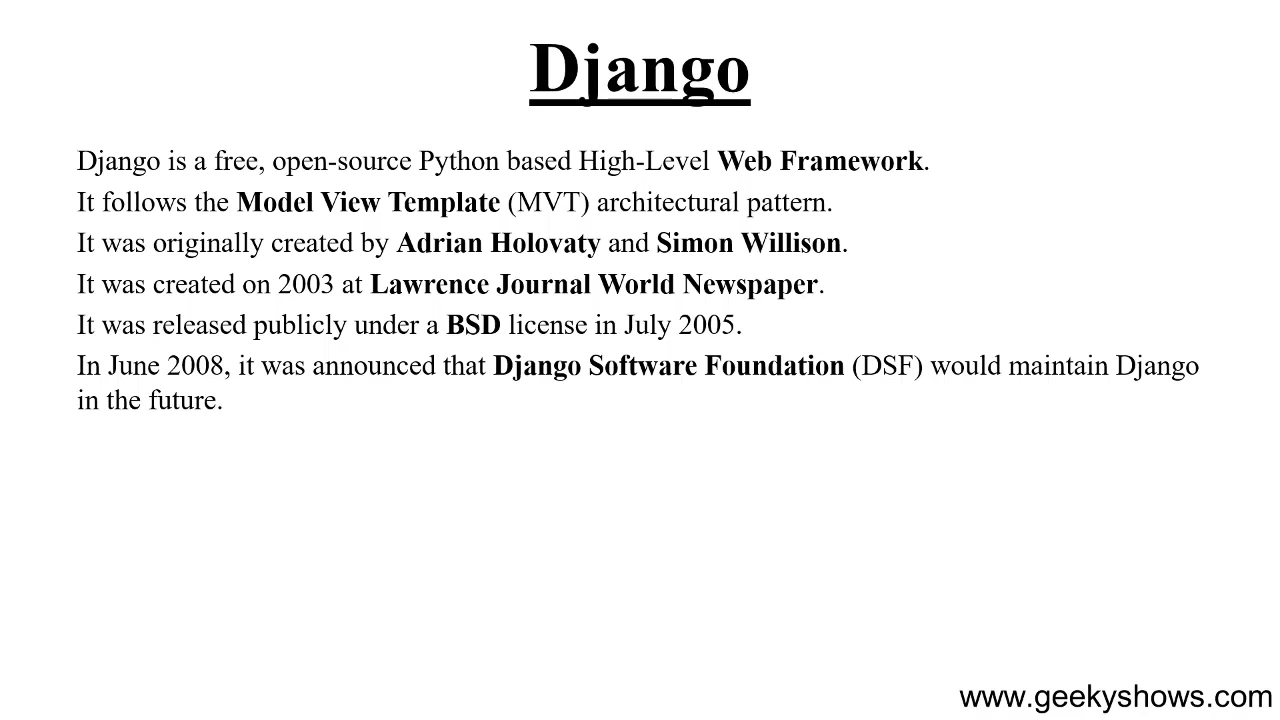 Django
Django is a free, open-source Python based High-Level Web Framework.
It follows the Model View Template (MVT) architectural pattern.
It was originally created by Adrian Holovaty and Simon Willison.
It was created on 2003 at Lawrence Journal World Newspaper.
It was released publicly under a BSD license in July 2005.
In June 2008, it was announced that Django Software Foundation (DSF) would maintain Django
in the future.
www.geekyshows.com